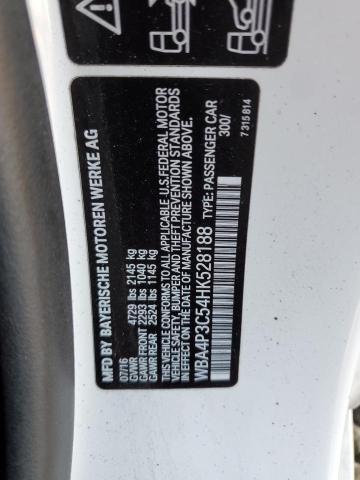 MFD BY BAYERISCHE MOTOREN WERKE AG
07/16
GVWR 4729 lbs 2145 kg
GAWR FRONT 2293 lbs 1040 kg
GAWR REAR 2524 lbs 1145 kg
THIS VEHICLE CONFORMS TO ALL APPLICABLE U.S.FEDERAL MOTOR
VEHICLE SAFETY, BUMPER AND THEFT PREVENTION STANDARDS
IN EFFECT ON THE DATE OF MANUFACTURE SHOWN ABOVE.
WBA4P3C54HK528188 TYPE: PASSENGER CAR
300/
7 315 814